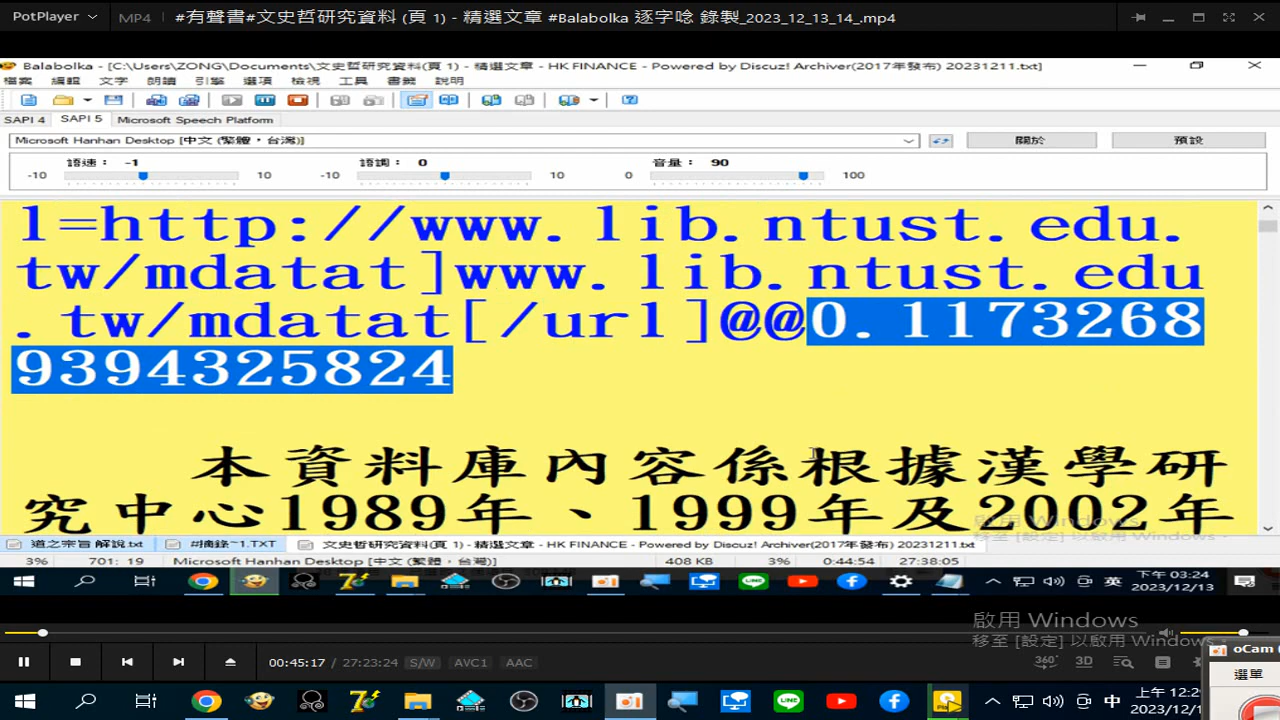 PotPlayer MP4 #有聲書#文史哲研究資料 (頁 1) - 精選文章 #Balabolka 逐字唸 錄製_2023_12_13_14_.mp4
Balabolka - [C:\Users\ZONG\Documents\文史哲研究資料(頁 1) - 精選文章 - HK FINANCE - Powered by Discuz! Archiver(2017年發布) 20231211.txt]
檔案 編輯 文字 朗讀 引擎 選項 檢視 工具 書籤 說明
SAPI 4 SAPI 5 Microsoft Speech Platform
Microsoft Hanhan Desktop [中文 (繁體，台灣)] 關於 預設
語速： -1 語調： 0 音量： 90
-10 10 -10 10 0 100
l=http://www.lib.ntust.edu.
tw/mdatat]www.lib.ntust.edu
.tw/mdatat[/url]@@0.1173268
9394325824
本資料庫內容係根據漢學研
究中心1989年、1999年及2002年
啟用 Windows
移至 [設定] 以啟用 Windows。
道之宗旨 解說.txt #摘錄~1.TXT 文史哲研究資料(頁 1) - 精選文章 - HK FINANCE - Powered by Discuz! Archiver(2017年發布) 20231211.txt
3% 701: 19 Microsoft Hanhan Desktop [中文 (繁體，台灣)] 408 KB 3% 0:44:54 27:38:05
英 下午 03:24
2023/12/13
啟用 Windows
移至 [設定] 以啟用 Windows。
oCam
00:45:17 / 27:23:24 S/W AVC1 AAC 360° 3D
選單
中 上午 12:2
2023/12/1